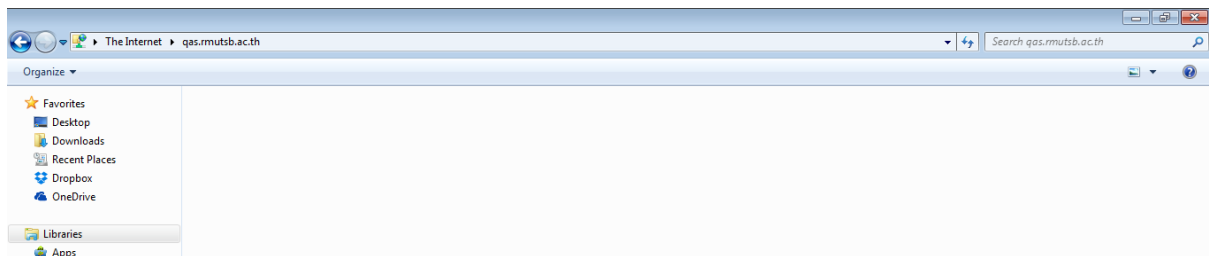 The Internet qas.rmutsb.ac.th Search qas.rmutsb.ac.th
Organize
Favorites
Desktop
Downloads
Recent Places
Dropbox
OneDrive
Libraries
Apps